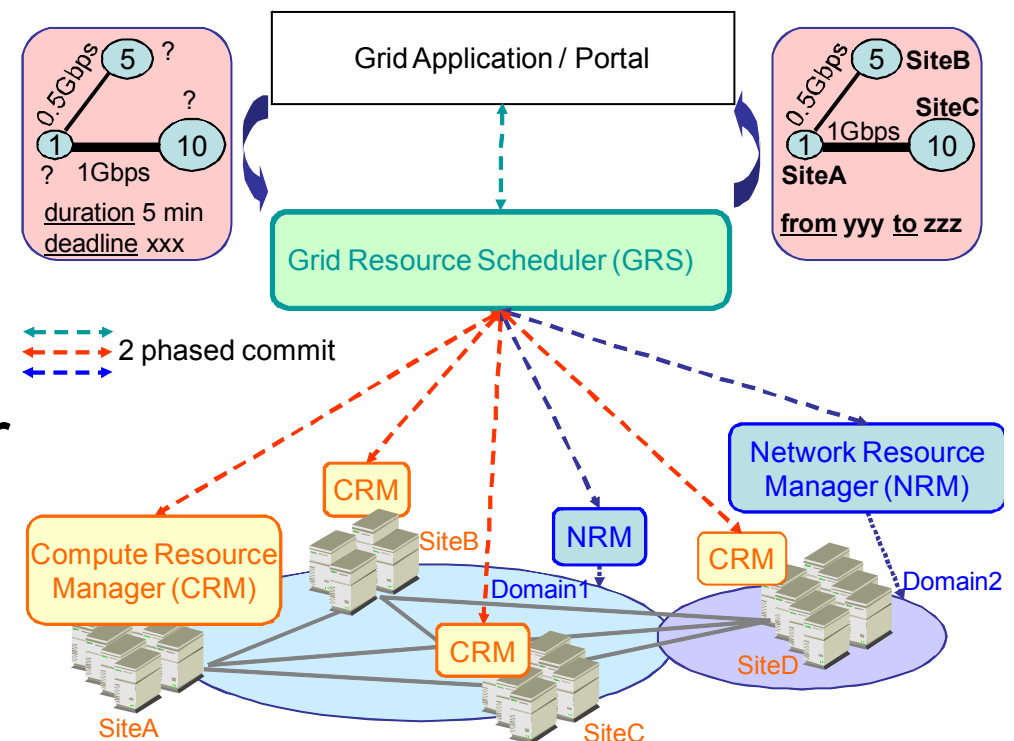 Grid Application / Portal
5
?
0.5Gbps
?
1
10
?
1Gbps
duration 5 min
deadline xxx
5
SiteB
0.5Gbps
SiteC
1
1Gbps
10
SiteA
from yyy to zzz
Grid Resource Scheduler (GRS)
2 phased commit
Network Resource
Manager (NRM)
CRM
NRM
SiteB
Compute Resource
Manager (CRM)
CRM
Domain1
Domain2
CRM
SiteD
SiteA
SiteC